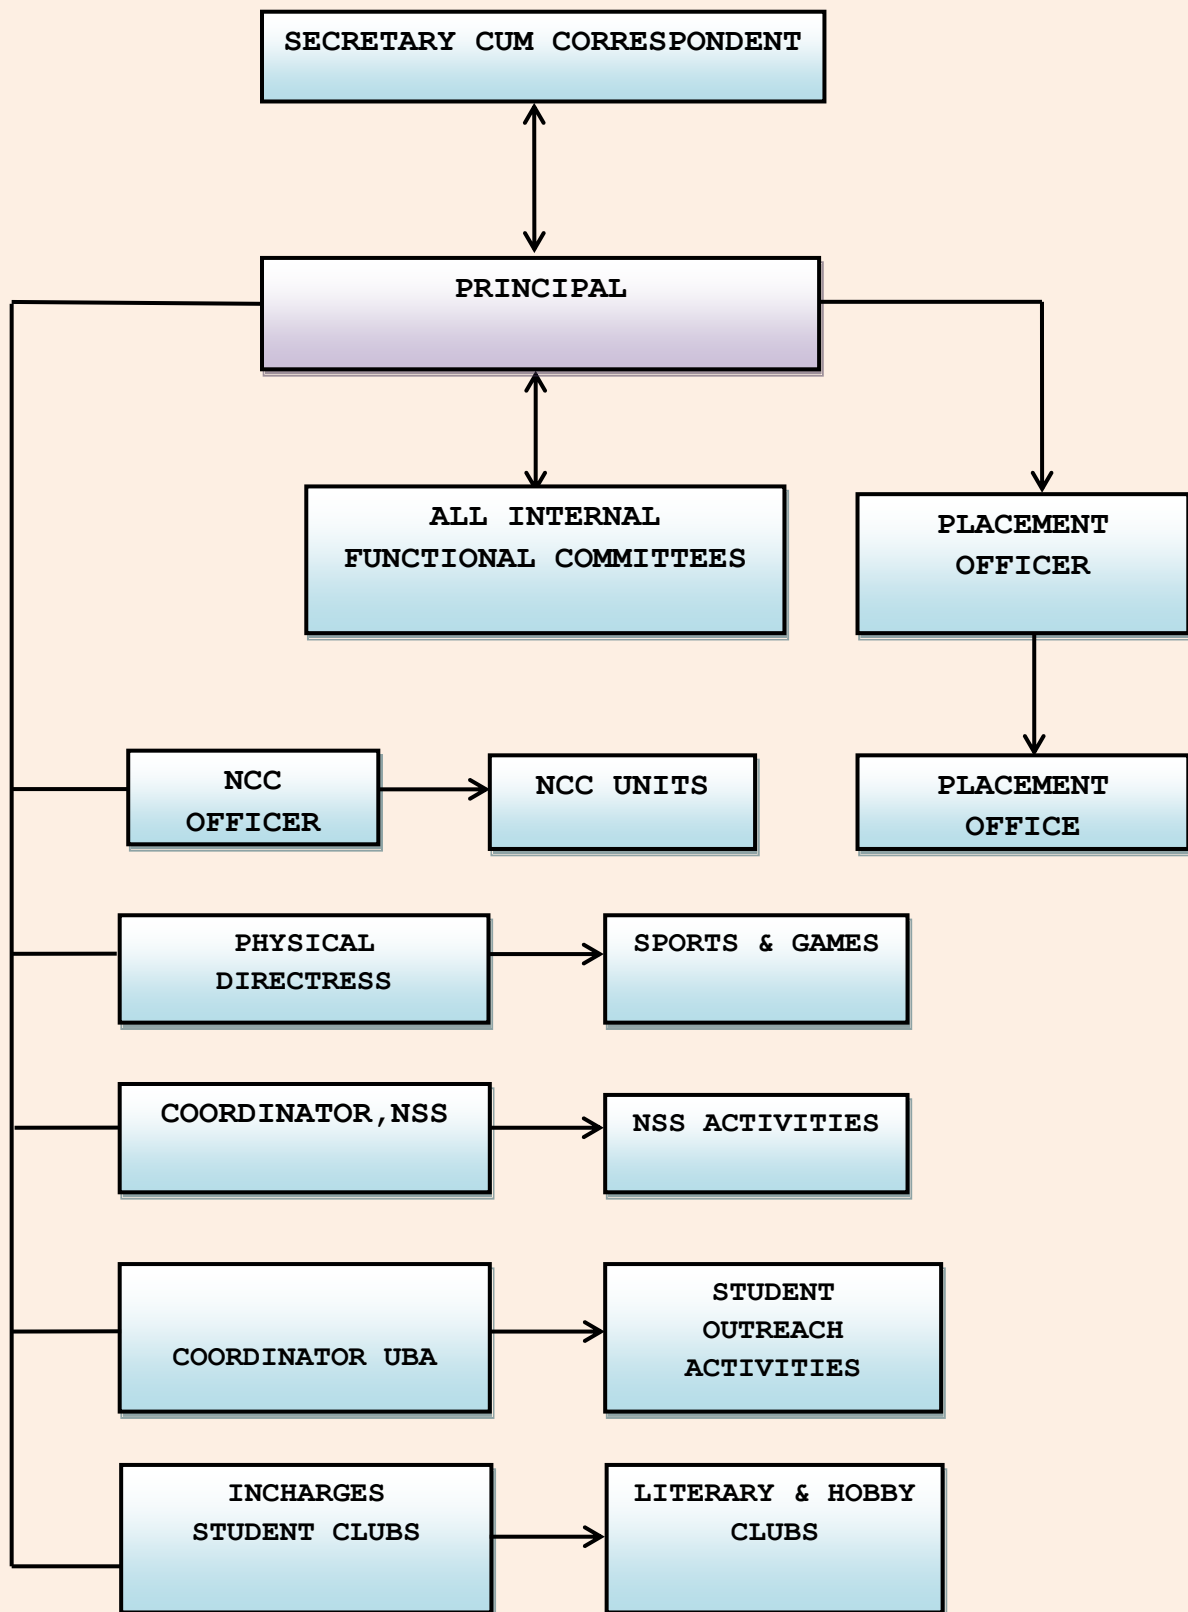 SECRETARY CUM CORRESPONDENT
PRINCIPAL
ALL INTERNAL
FUNCTIONAL COMMITTEES
PLACEMENT
OFFICER
NCC
OFFICER
NCC UNITS
PLACEMENT
OFFICE
PHYSICAL
DIRECTRESS
SPORTS & GAMES
COORDINATOR,NSS
NSS ACTIVITIES
COORDINATOR UBA
STUDENT
OUTREACH
ACTIVITIES
INCHARGES
STUDENT CLUBS
LITERARY & HOBBY
CLUBS